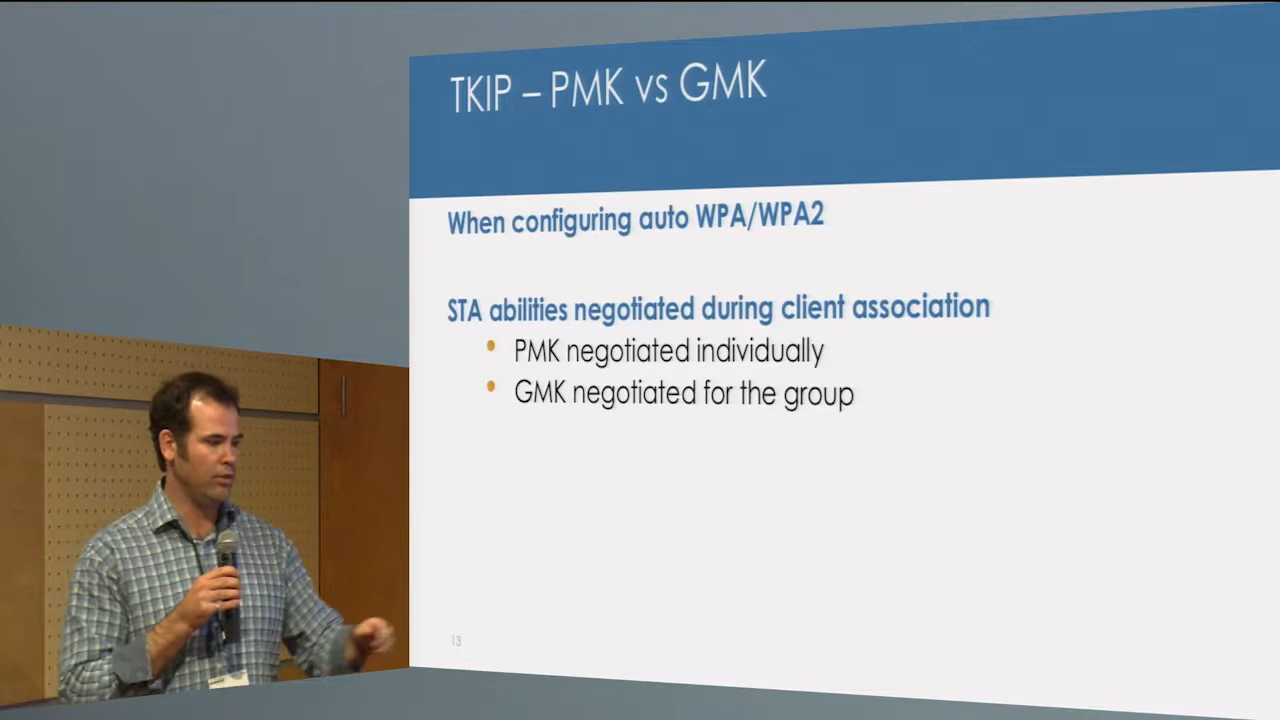 TKIP – PMK vs GMK
When configuring auto WPA/WPA2
STA abilities negotiated during client association
PMK negotiated individually
GMK negotiated for the group
13